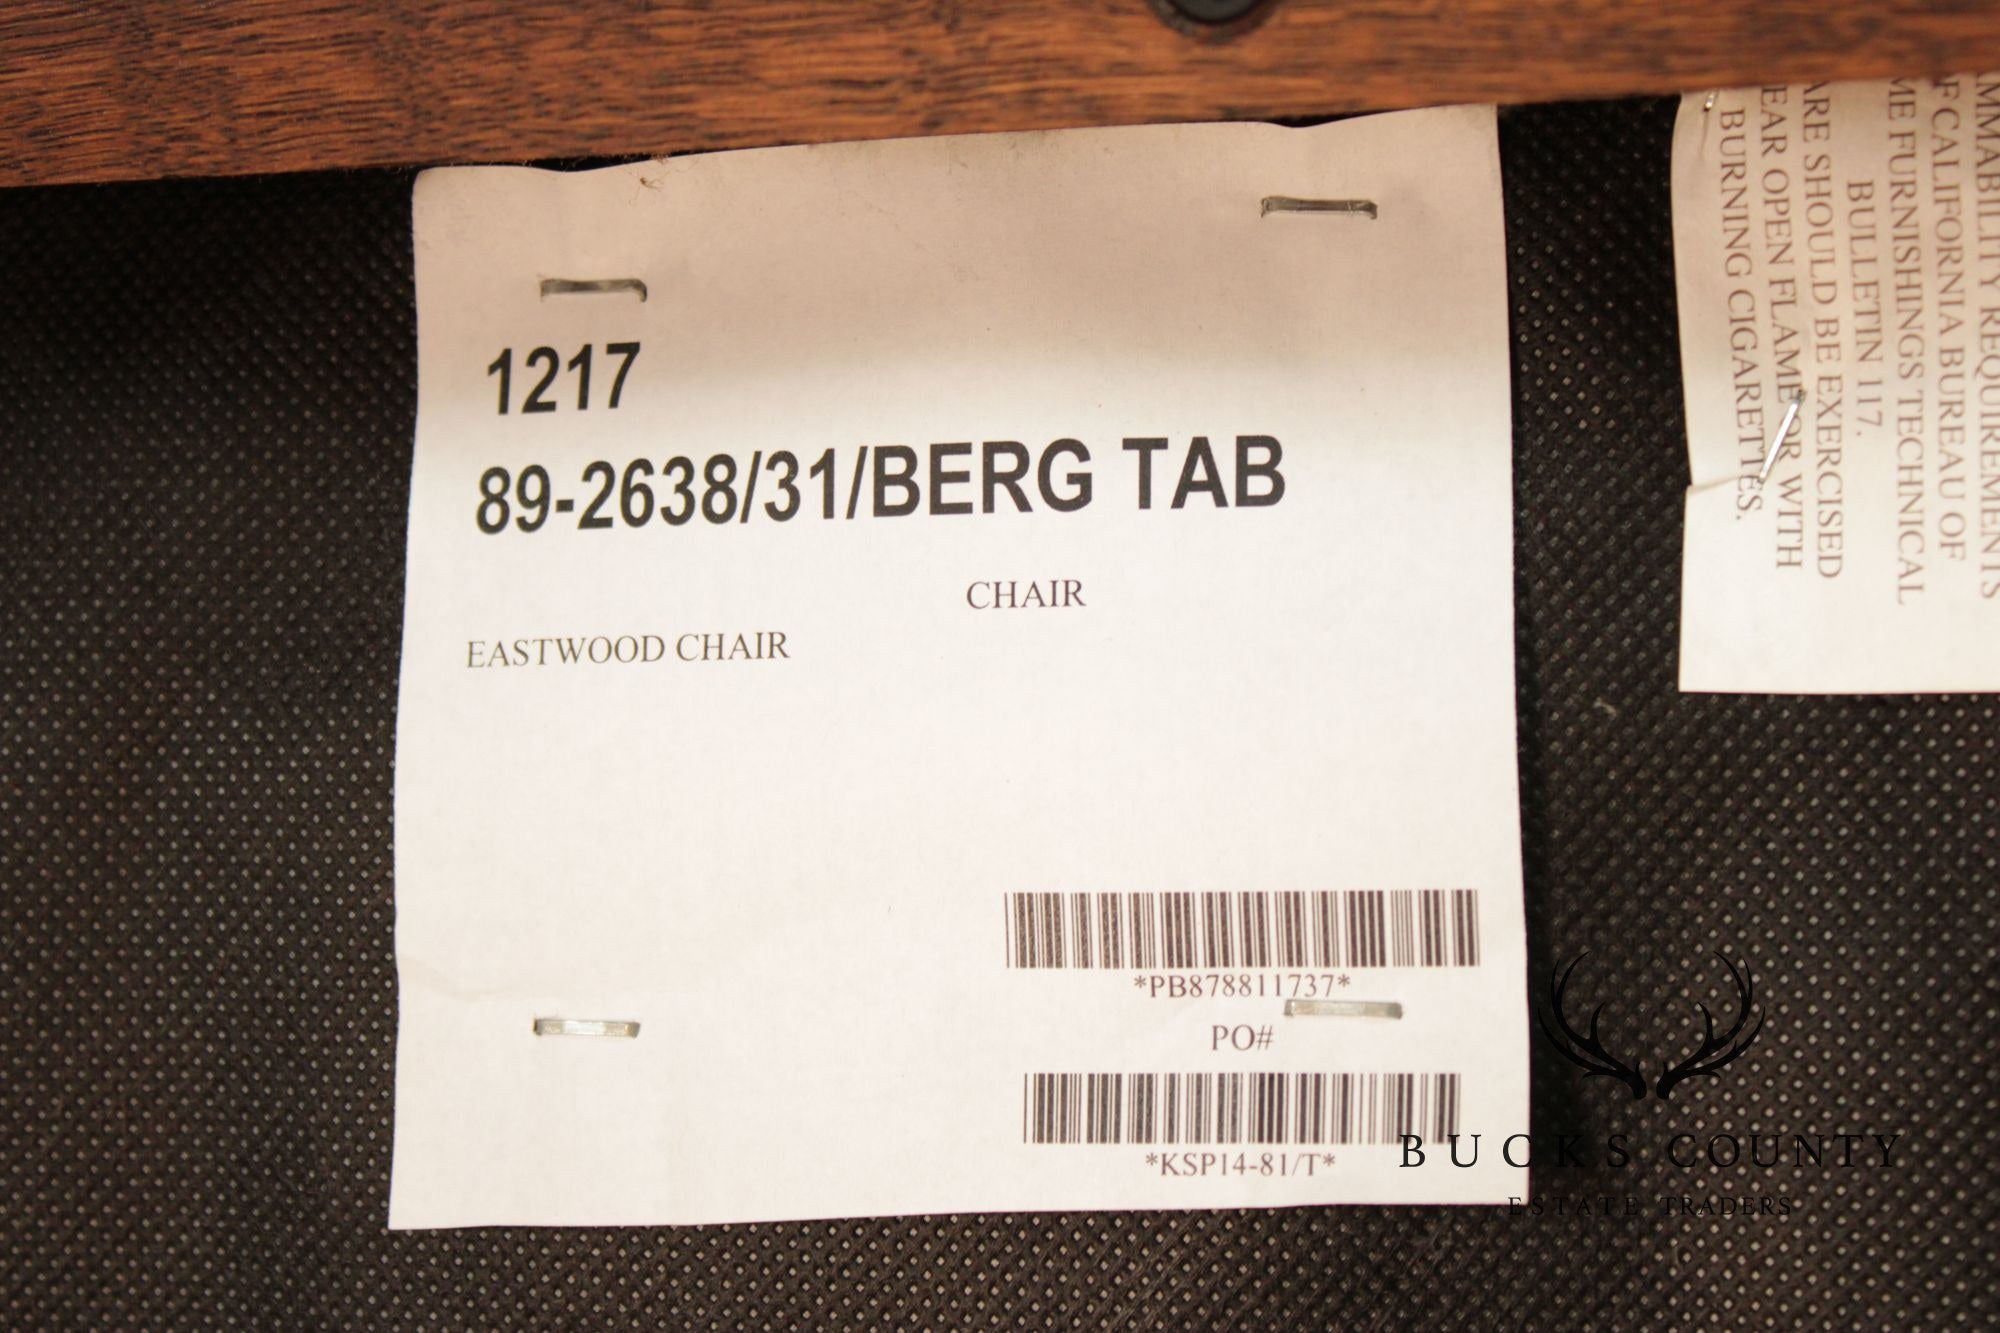 1217
89-2638/31/BERG TAB
CHAIR
EASTWOOD CHAIR
*PB878811737*
PO#
*KSP14-81/T*
MMABILITY REQUIREMENTS
F CALIFORNIA BUREAU OF
ME FURNISHINGS TECHNICAL
BULLETIN 117.
ARE SHOULD BE EXERCISED
EAR OPEN FLAME OR WITH
BURNING CIGARETTES.
BUCKS COUNTY
ESTATE TRADERS